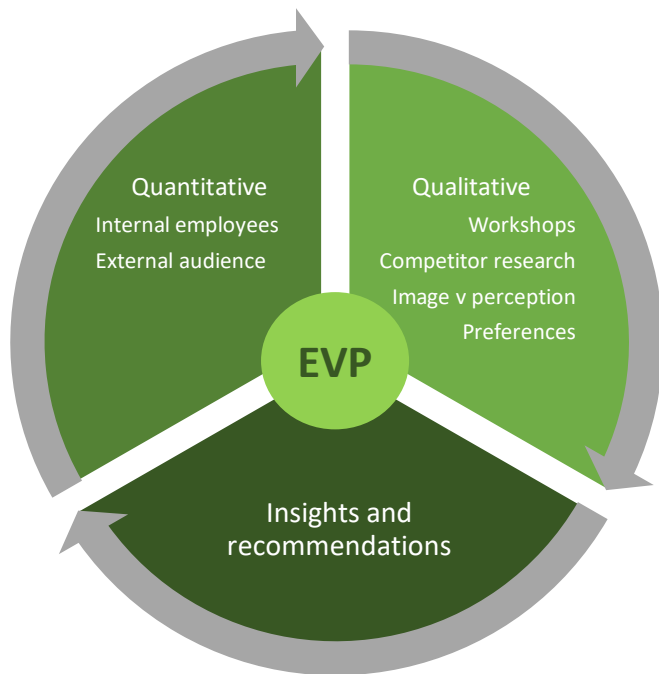 Quantitative
Internal employees
External audience
Qualitative
Workshops
Competitor research
Image v perception
Preferences
EVP
Insights and
recommendations